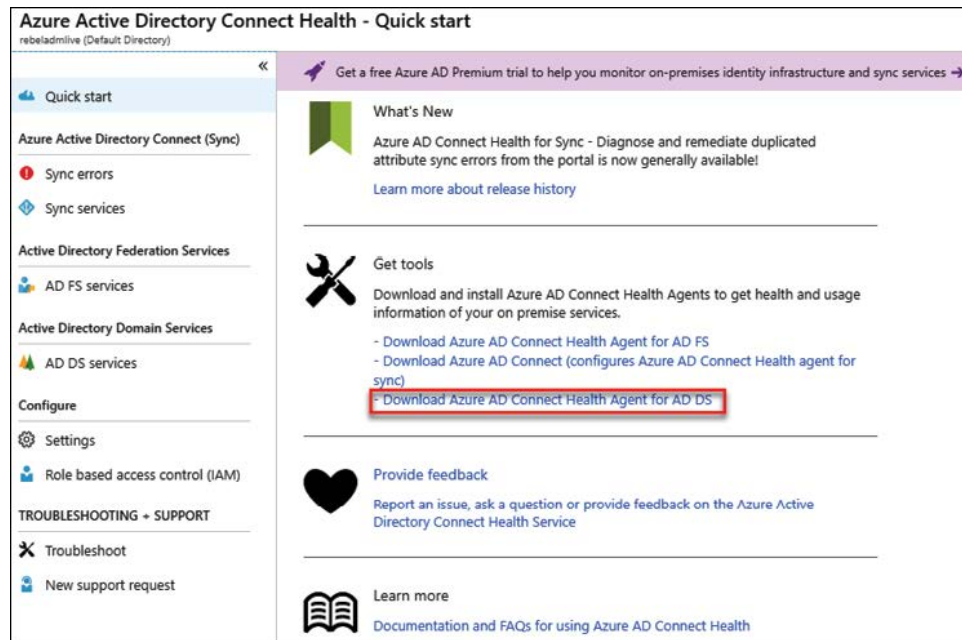 Azure Active Directory Connect Health - Quick start
rebeladmlive (Default Directory)
«
Get a free Azure AD Premium trial to help you monitor on-premises identity infrastructure and sync services →
Quick start
Azure Active Directory Connect (Sync)
Sync errors
Sync services
Active Directory Federation Services
AD FS services
Active Directory Domain Services
AD DS services
Configure
Settings
Role based access control (IAM)
TROUBLESHOOTING + SUPPORT
Troubleshoot
New support request
What's New
Azure AD Connect Health for Sync - Diagnose and remediate duplicated
attribute sync errors from the portal is now generally available!
Learn more about release history
Get tools
Download and install Azure AD Connect Health Agents to get health and usage
information of your on premise services.
- Download Azure AD Connect Health Agent for AD FS
- Download Azure AD Connect (configures Azure AD Connect Health agent for
sync)
- Download Azure AD Connect Health Agent for AD DS
Provide feedback
Report an issue, ask a question or provide feedback on the Azure Active
Directory Connect Health Service
Learn more
Documentation and FAQs for using Azure AD Connect Health